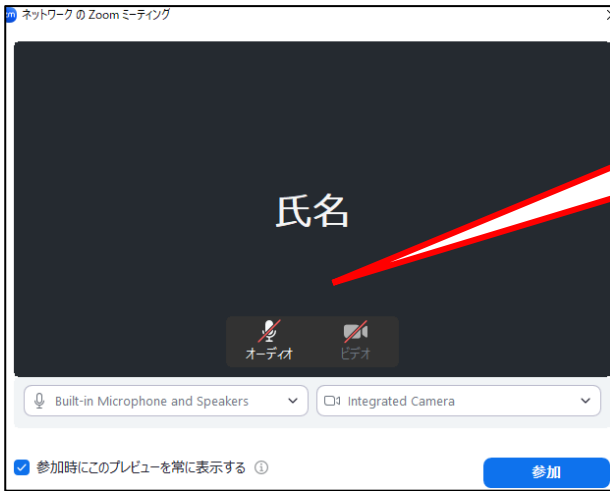 ネットワーク の Zoom ミーティング
氏名
オーディオ
ビデオ
Built-in Microphone and Speakers
Integrated Camera
参加時にこのプレビューを常に表示する
参加